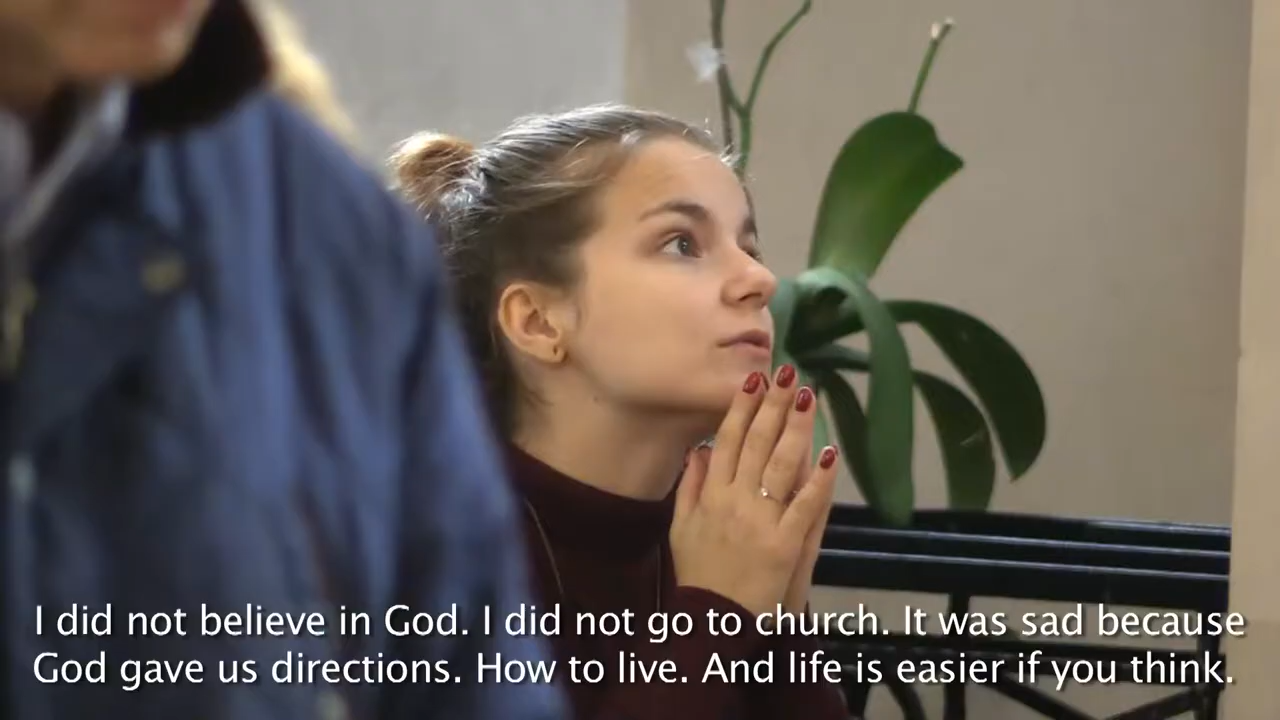 I did not believe in God. I did not go to church. It was sad because
God gave us directions. How to live. And life is easier if you think.